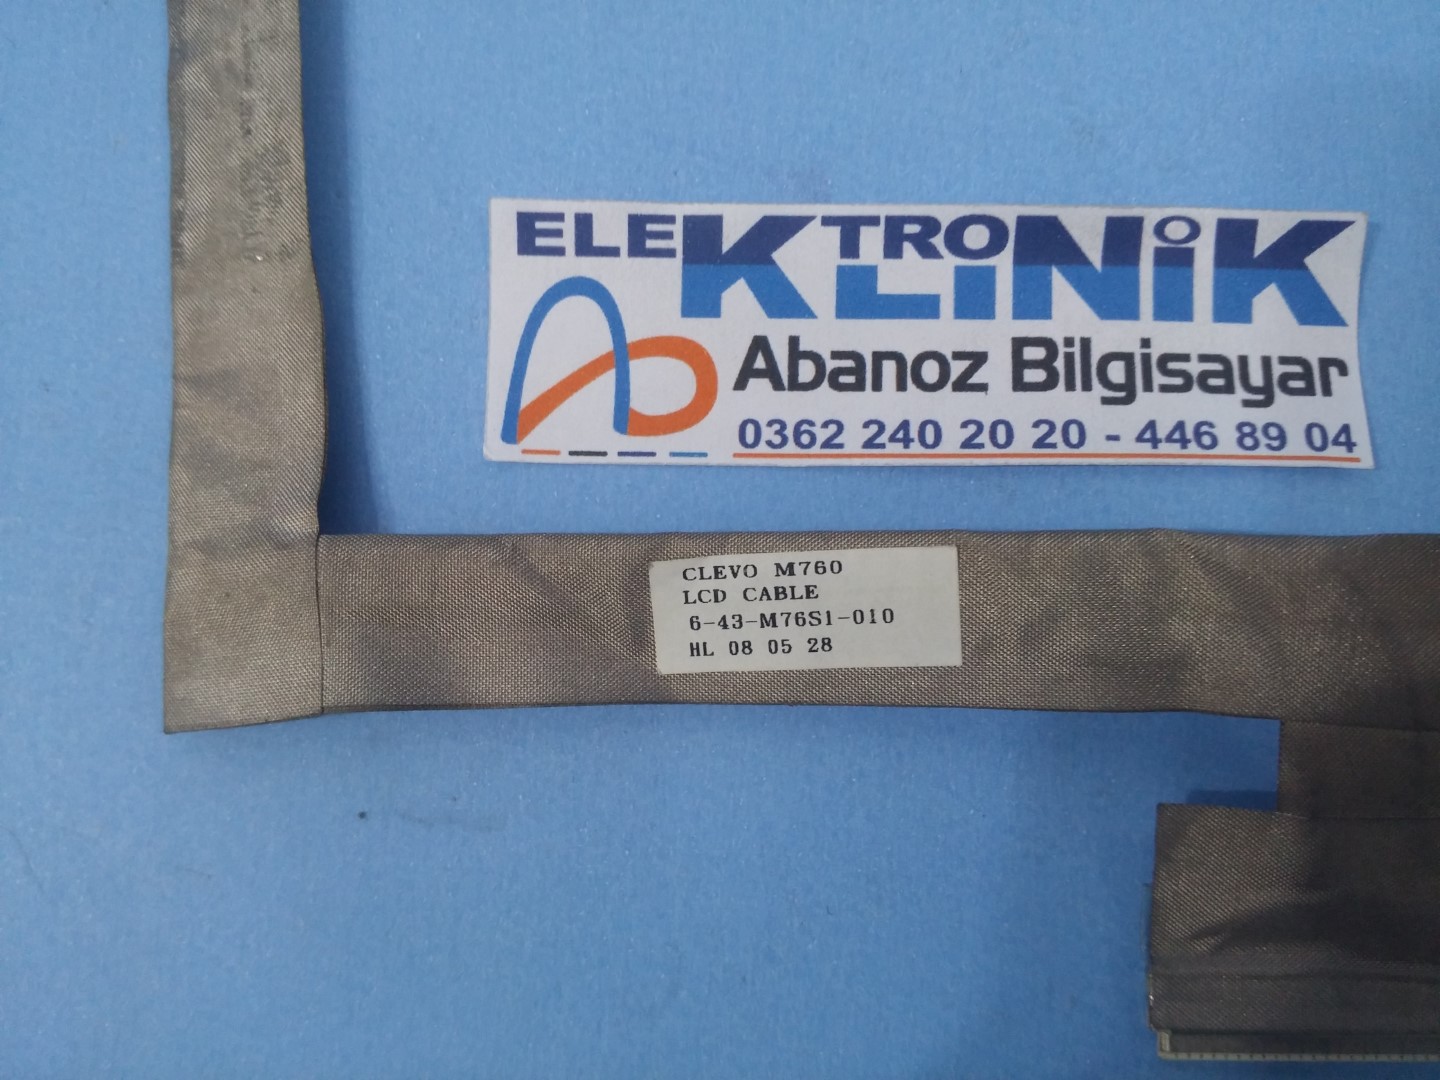 ELEKTRONİK
KLİNİK
Abanoz Bilgisayar
0362 240 20 20 - 446 89 04
CLEVO M760
LCD CABLE
6-43-M76S1-010
HL 08 05 28